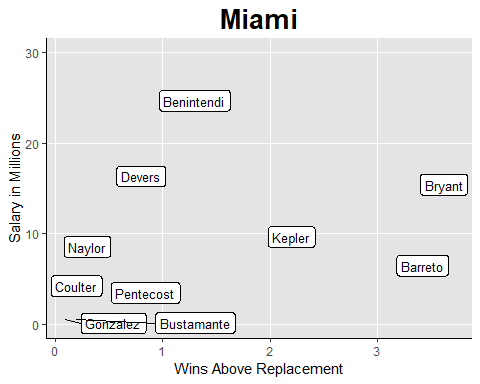 Miami
Salary in Millions
30
20
10
0
Benintendi
Devers
Bryant
Kepler
Naylor
Barreto
Coulter
Pentecost
Gonzalez
Bustamante
0
1
2
3
Wins Above Replacement